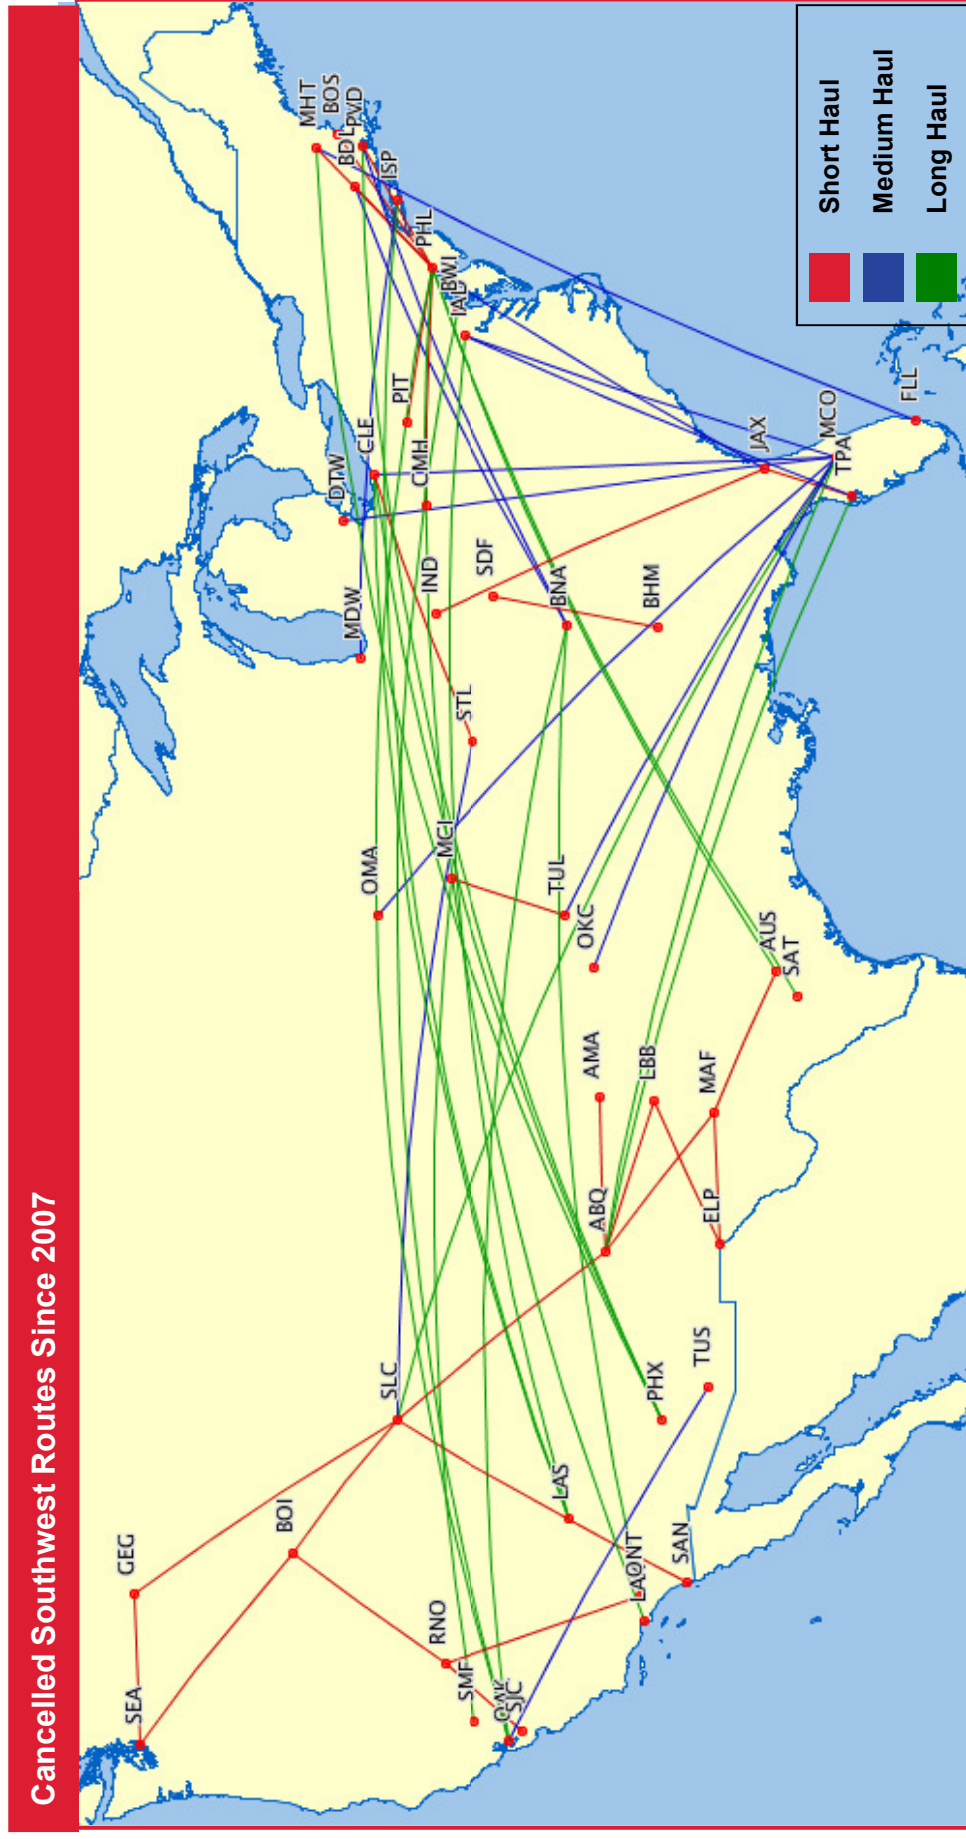 Cancelled Southwest Routes Since 2007
SEA
GEG
BOI
RNO
SMF
OAK
SJC
SLC
LAS
LAX
ONT
SAN
PHX
TUS
ABQ
ELP
AMA
LBB
MAF
OKC
TUL
AUS
SAT
OMA
MCI
STL
MDW
IND
SDF
BNA
BHM
DTW
CLE
CMH
PIT
IAD
BWI
PHL
ISP
BDL
PVD
BOS
MHT
JAX
MCO
TPA
FLL
Short Haul
Medium Haul
Long Haul